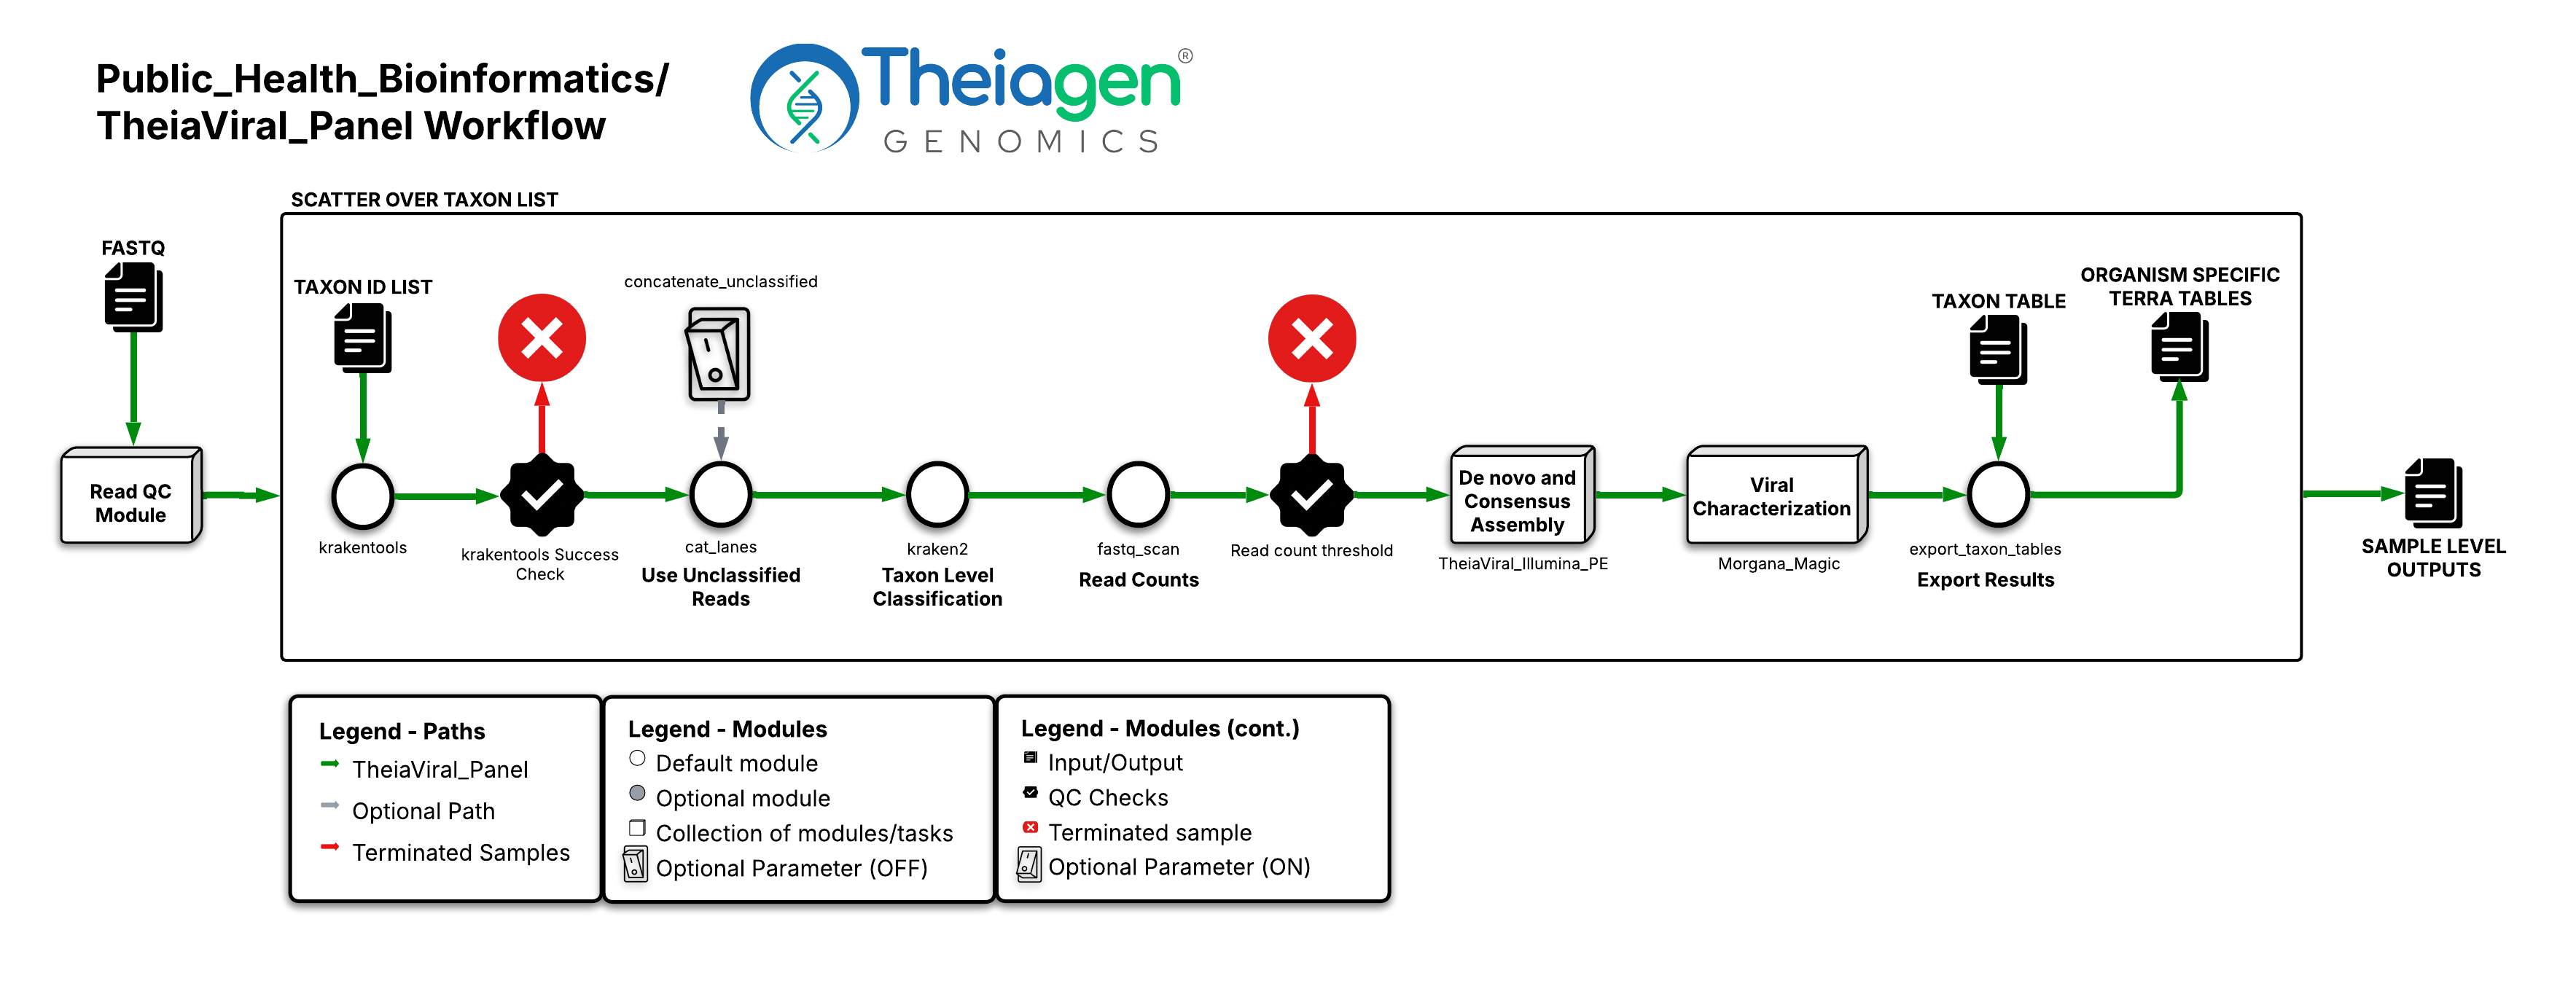 Public_Health_Bioinformatics/
TheiaViral_Panel Workflow
Theiagen®
GENOMICS
SCATTER OVER TAXON LIST
FASTQ
TAXON ID LIST
concatenate_unclassified
TAXON TABLE
ORGANISM SPECIFIC
TERRA TABLES
Read QC
Module
krakentools
krakentools Success
Check
cat_lanes
Use Unclassified
Reads
kraken2
Taxon Level
Classification
fastq_scan
Read Counts
Read count threshold
De novo and
Consensus
Assembly
TheiaViral_Illumina_PE
Viral
Characterization
Morgana_Magic
export_taxon_tables
Export Results
SAMPLE LEVEL
OUTPUTS
Legend - Paths
TheiaViral_Panel
Optional Path
Terminated Samples
Legend - Modules
Default module
Optional module
Collection of modules/tasks
Optional Parameter (OFF)
Legend - Modules (cont.)
Input/Output
QC Checks
Terminated sample
Optional Parameter (ON)